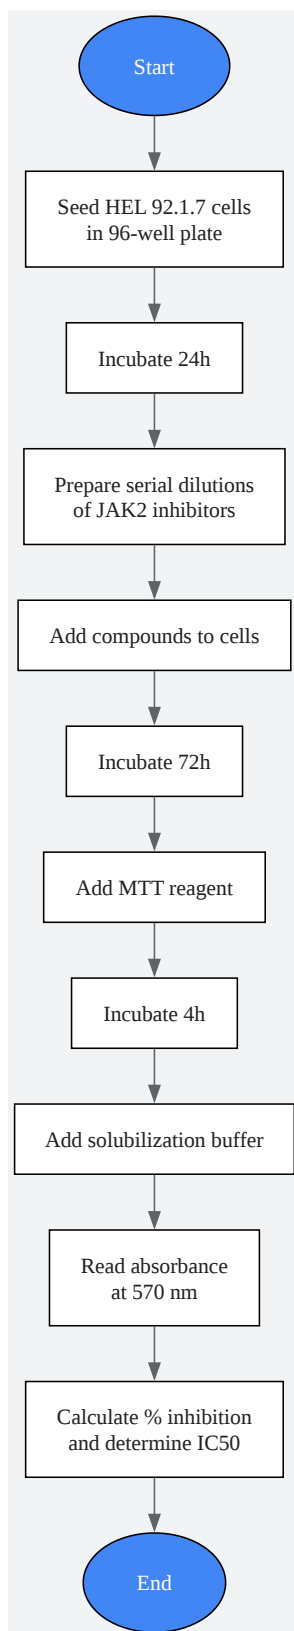 Start
Seed HEL 92.1.7 cells
in 96-well plate
Incubate 24h
Prepare serial dilutions
of JAK2 inhibitors
Add compounds to cells
Incubate 72h
Add MTT reagent
Incubate 4h
Add solubilization buffer
Read absorbance
at 570 nm
Calculate % inhibition
and determine IC50
End